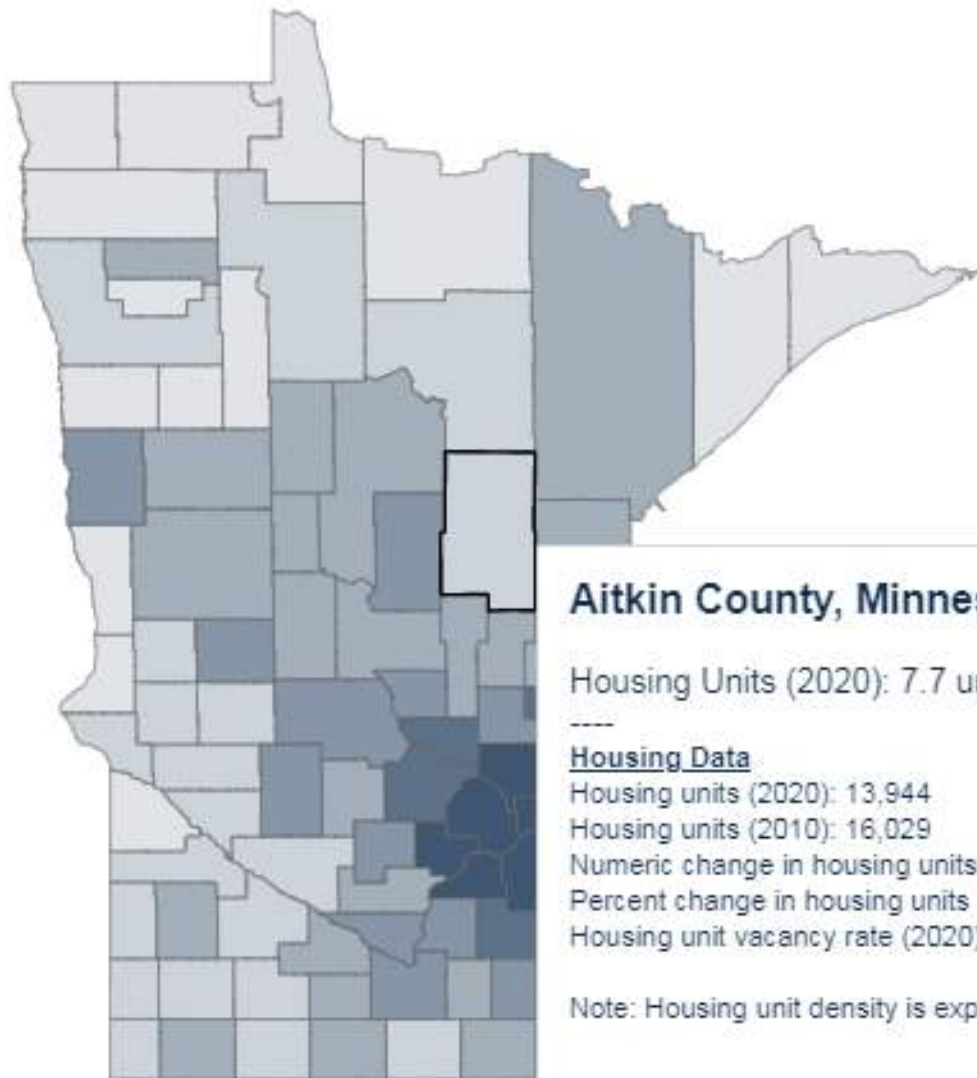 Aitkin County, Minnes
Housing Units (2020): 7.7 u
----
Housing Data
Housing units (2020): 13,944
Housing units (2010): 16,029
Numeric change in housing units
Percent change in housing units
Housing unit vacancy rate (2020)
Note: Housing unit density is exp